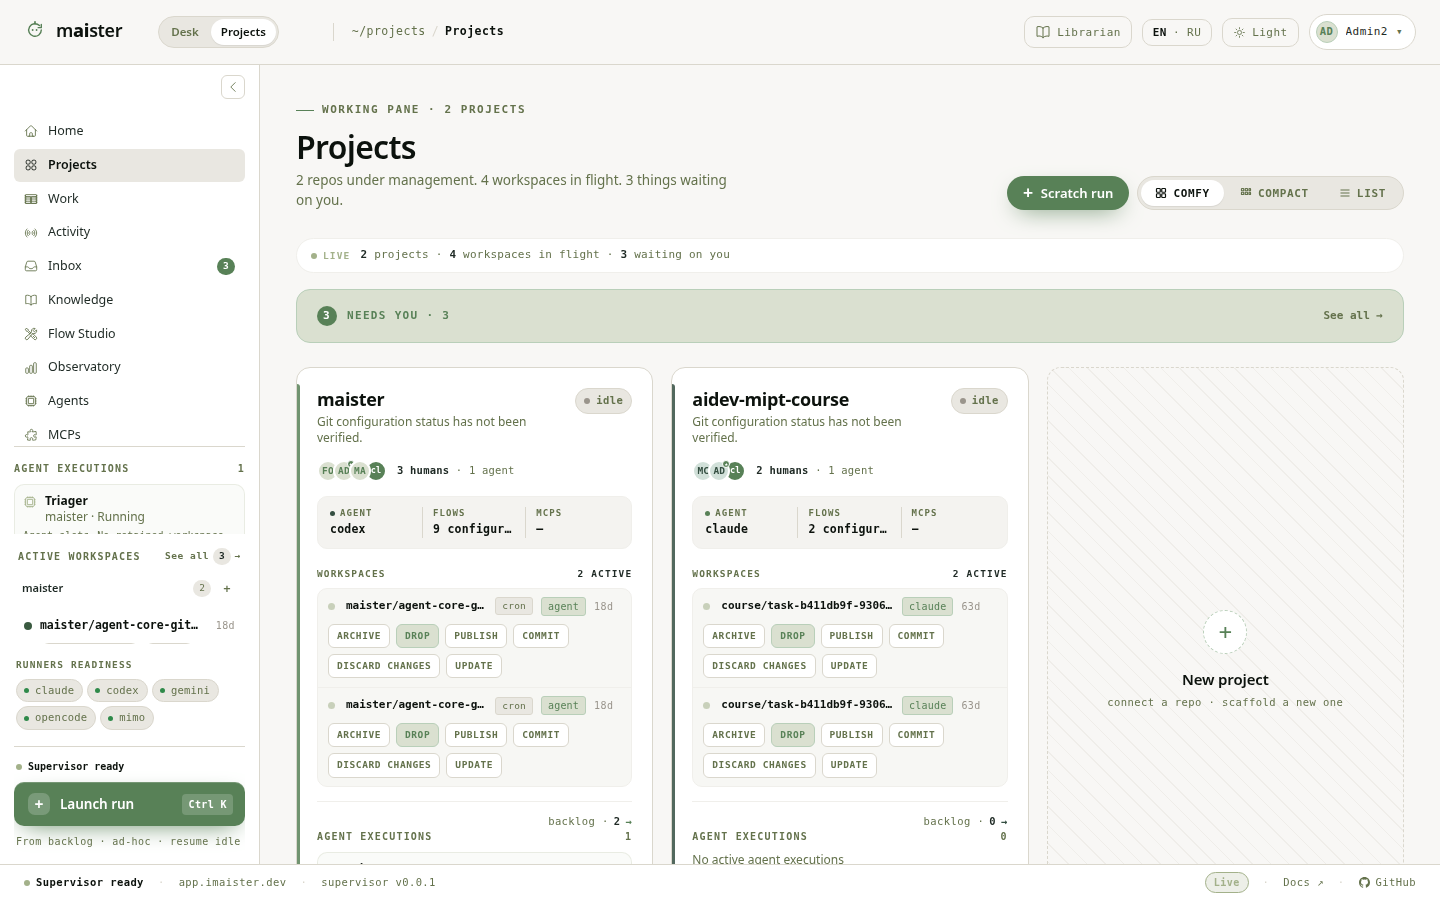 maister
Desk
Projects
~/projects / Projects
Librarian
EN · RU
Light
AD Admin2 ▾
Home
Projects
Work
Activity
Inbox 3
Knowledge
Flow Studio
Observatory
Agents
MCPs
AGENT EXECUTIONS 1
Triager
maister · Running
ACTIVE WORKSPACES See all 3 →
maister 2 +
maister/agent-core-git… 18d
RUNNERS READINESS
claude codex gemini
opencode mimo
Supervisor ready
+ Launch run Ctrl K
From backlog · ad-hoc · resume idle
WORKING PANE · 2 PROJECTS
Projects
2 repos under management. 4 workspaces in flight. 3 things waiting
on you.
+ Scratch run
COMFY COMPACT LIST
LIVE 2 projects · 4 workspaces in flight · 3 waiting on you
3 NEEDS YOU · 3 See all →
maister idle
Git configuration status has not been
verified.
FO AD MA cl 3 humans · 1 agent
AGENT FLOWS MCPS
codex 9 configur… —
WORKSPACES 2 ACTIVE
maister/agent-core-g… cron agent 18d
ARCHIVE DROP PUBLISH COMMIT
DISCARD CHANGES UPDATE
maister/agent-core-g… cron agent 18d
ARCHIVE DROP PUBLISH COMMIT
DISCARD CHANGES UPDATE
backlog · 2 →
AGENT EXECUTIONS 1
aidev-mipt-course idle
Git configuration status has not been
verified.
MC AD cl 2 humans · 1 agent
AGENT FLOWS MCPS
claude 2 configur… —
WORKSPACES 2 ACTIVE
course/task-b411db9f-9306… claude 63d
ARCHIVE DROP PUBLISH COMMIT
DISCARD CHANGES UPDATE
course/task-b411db9f-9306… claude 63d
ARCHIVE DROP PUBLISH COMMIT
DISCARD CHANGES UPDATE
backlog · 0 →
AGENT EXECUTIONS 0
No active agent executions
+
New project
connect a repo · scaffold a new one
Supervisor ready · app.imaister.dev · supervisor v0.0.1
Live · Docs ↗ · GitHub